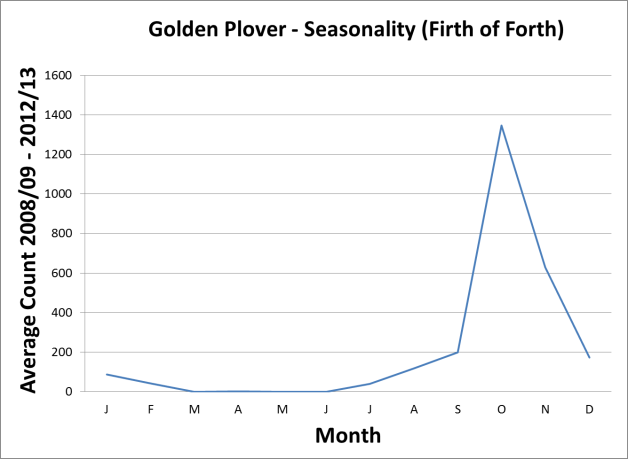 Golden Plover - Seasonality (Firth of Forth)
Average Count 2008/09 - 2012/13
1600
1400
1200
1000
800
600
400
200
0
J F M A M J J A S O N D
Month